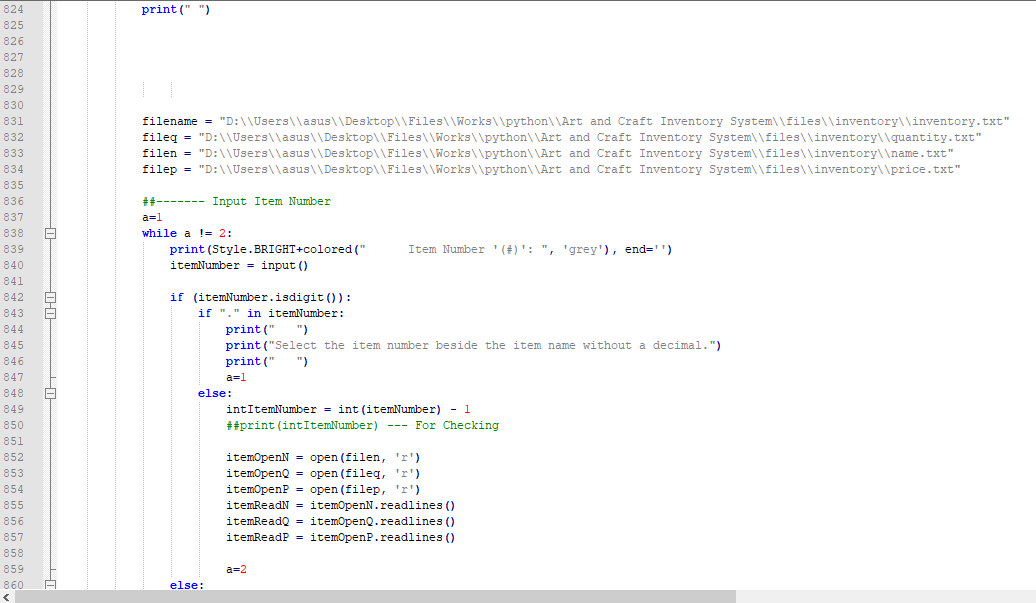 824 print(" ")
825
826
827
828
829
830
831 filename = "D:\\Users\\asus\\Desktop\\Files\\Works\\python\\Art and Craft Inventory System\\files\\inventory\\inventory.txt"
832 fileq = "D:\\Users\\asus\\Desktop\\Files\\Works\\python\\Art and Craft Inventory System\\files\\inventory\\quantity.txt"
833 filen = "D:\\Users\\asus\\Desktop\\Files\\Works\\python\\Art and Craft Inventory System\\files\\inventory\\name.txt"
834 filep = "D:\\Users\\asus\\Desktop\\Files\\Works\\python\\Art and Craft Inventory System\\files\\inventory\\price.txt"
835
836 ##------- Input Item Number
837 a=1
838 while a != 2:
839 print(Style.BRIGHT+colored("      Item Number '(#)': ", 'grey'), end='')
840 itemNumber = input()
841
842 if (itemNumber.isdigit()):
843 if "." in itemNumber:
844 print("   ")
845 print("Select the item number beside the item name without a decimal.")
846 print("   ")
847 a=1
848 else:
849 intItemNumber = int(itemNumber) - 1
850 ##print(intItemNumber) --- For Checking
851
852 itemOpenN = open(filen, 'r')
853 itemOpenQ = open(fileq, 'r')
854 itemOpenP = open(filep, 'r')
855 itemReadN = itemOpenN.readlines()
856 itemReadQ = itemOpenQ.readlines()
857 itemReadP = itemOpenP.readlines()
858
859 a=2
860 else: